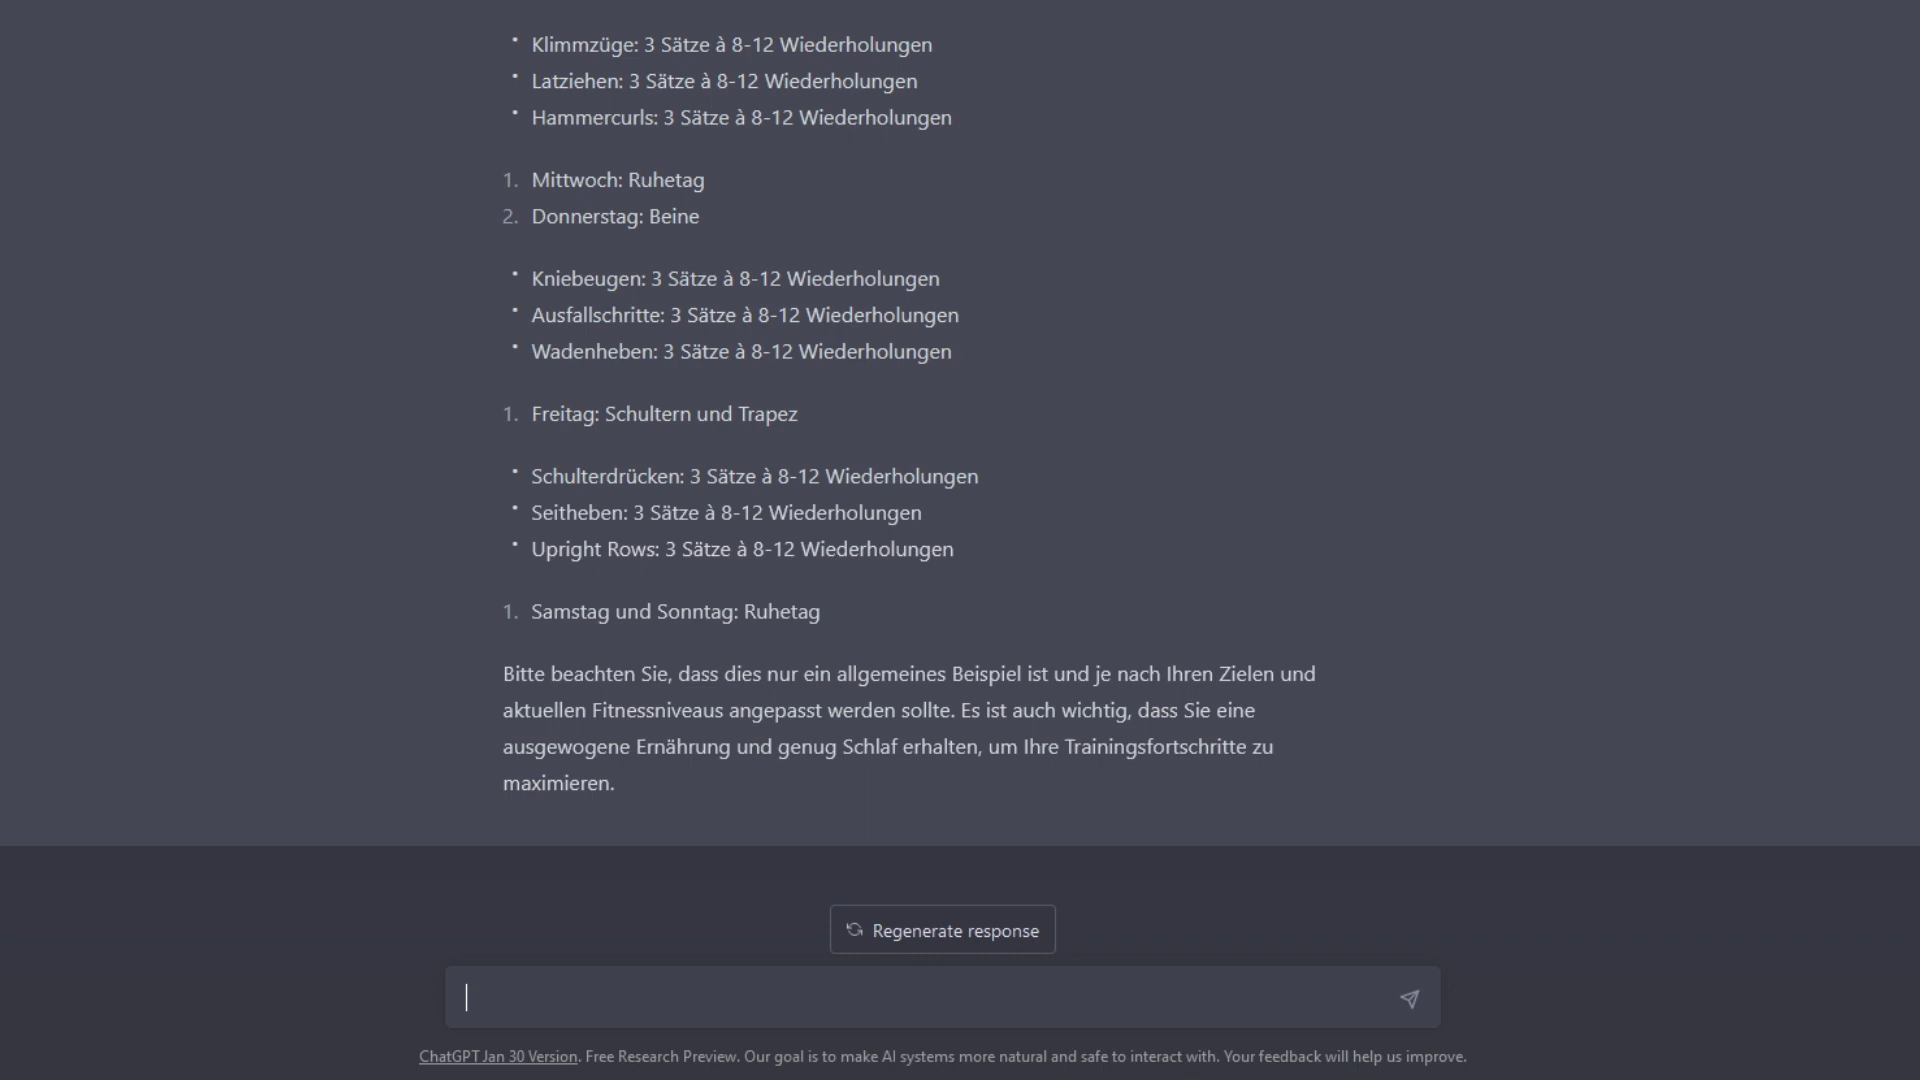 • Klimmzüge: 3 Sätze à 8-12 Wiederholungen
• Latziehen: 3 Sätze à 8-12 Wiederholungen
• Hammercurls: 3 Sätze à 8-12 Wiederholungen
1. Mittwoch: Ruhetag
2. Donnerstag: Beine
• Kniebeugen: 3 Sätze à 8-12 Wiederholungen
• Ausfallschritte: 3 Sätze à 8-12 Wiederholungen
• Wadenheben: 3 Sätze à 8-12 Wiederholungen
1. Freitag: Schultern und Trapez
• Schulterdrücken: 3 Sätze à 8-12 Wiederholungen
• Seitheben: 3 Sätze à 8-12 Wiederholungen
• Upright Rows: 3 Sätze à 8-12 Wiederholungen
1. Samstag und Sonntag: Ruhetag
Bitte beachten Sie, dass dies nur ein allgemeines Beispiel ist und je nach Ihren Zielen und
aktuellen Fitnessniveaus angepasst werden sollte. Es ist auch wichtig, dass Sie eine
ausgewogene Ernährung und genug Schlaf erhalten, um Ihre Trainingsfortschritte zu
maximieren.
Regenerate response
ChatGPT Jan 30 Version. Free Research Preview. Our goal is to make AI systems more natural and safe to interact with. Your feedback will help us improve.